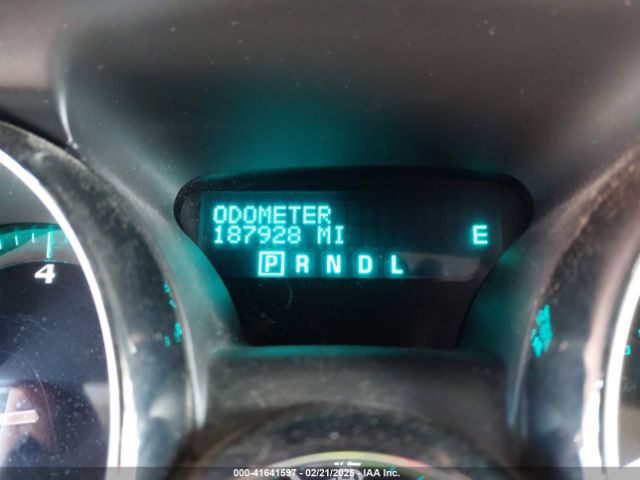 ODOMETER
187928 MI E
P R N D L
4
000-41641597 - 02/21/2025 - IAA Inc.